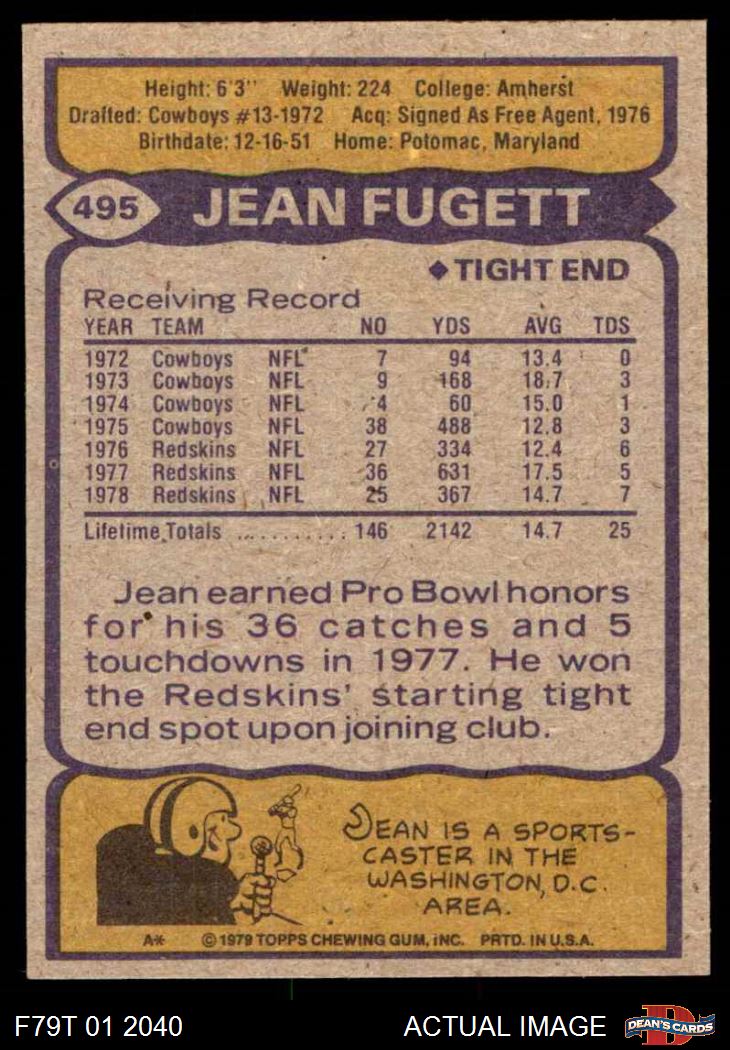 Height: 6'3" Weight: 224 College: Amherst
Drafted: Cowboys #13-1972 Acq: Signed As Free Agent, 1976
Birthdate: 12-16-51 Home: Potomac, Maryland
495 JEAN FUGETT
◆ TIGHT END
Receiving Record
YEAR TEAM NO YDS AVG TDS
1972 Cowboys NFL 7 94 13.4 0
1973 Cowboys NFL 9 168 18.7 3
1974 Cowboys NFL 4 60 15.0 1
1975 Cowboys NFL 38 488 12.8 3
1976 Redskins NFL 27 334 12.4 6
1977 Redskins NFL 36 631 17.5 5
1978 Redskins NFL 25 367 14.7 7
Lifetime Totals .......... 146 2142 14.7 25
Jean earned Pro Bowl honors
for his 36 catches and 5
touchdowns in 1977. He won
the Redskins' starting tight
end spot upon joining club.
JEAN IS A SPORTS-
CASTER IN THE
WASHINGTON, D.C.
AREA.
A* © 1979 TOPPS CHEWING GUM, INC. PRTD. IN U.S.A.
F79T 01 2040 ACTUAL IMAGE D DEAN'S CARDS